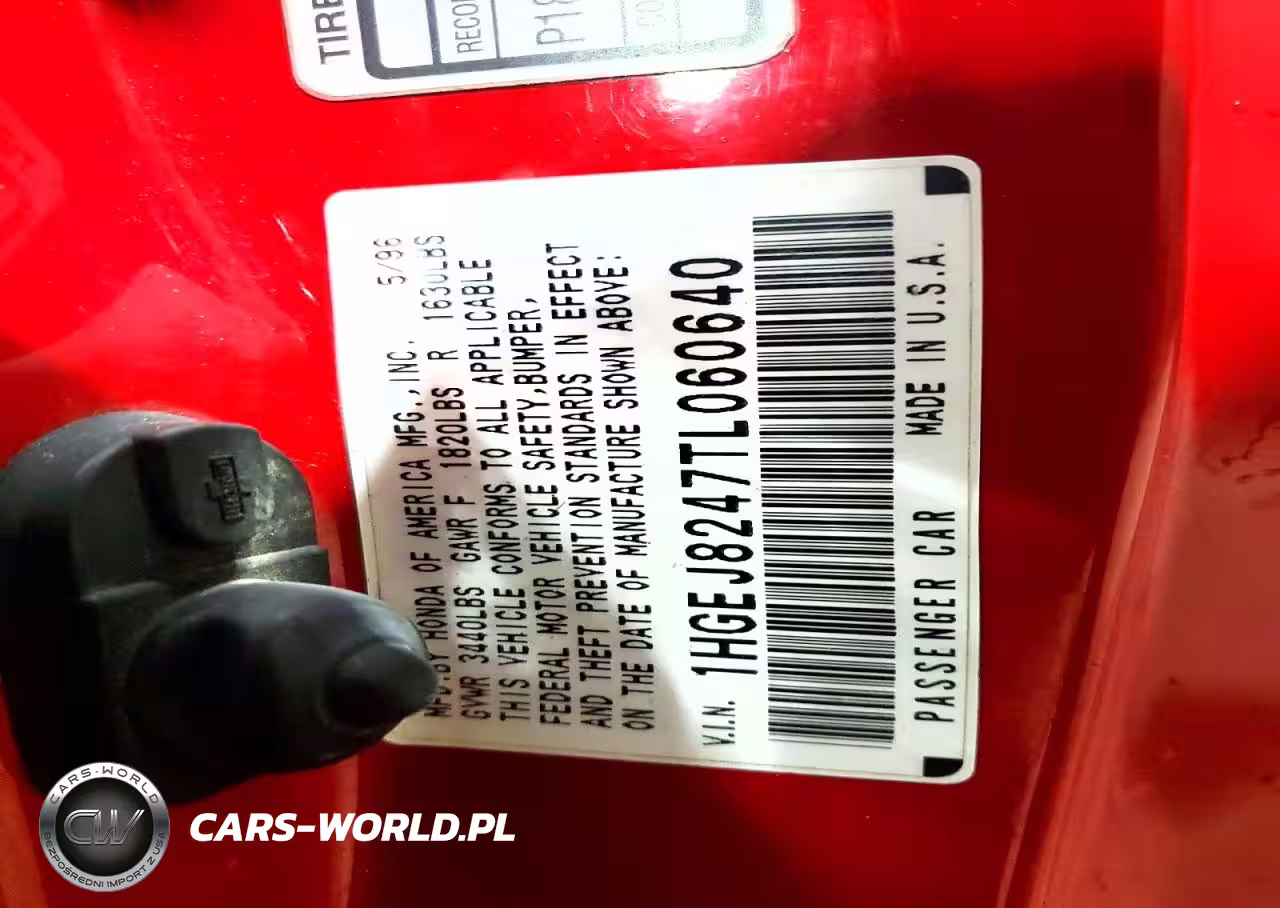 TIRE
RECO
P18
MFD.BY HONDA OF AMERICA MFG.,INC. 5/96
GVWR 3440LBS GAWR F 1820LBS R 1630LBS
THIS VEHICLE CONFORMS TO ALL APPLICABLE
FEDERAL MOTOR VEHICLE SAFETY,BUMPER,
AND THEFT PREVENTION STANDARDS IN EFFECT
ON THE DATE OF MANUFACTURE SHOWN ABOVE:
V.I.N. 1HGEJ8247TL060640
PASSENGER CAR MADE IN U.S.A.
CARS-WORLD
CW
BEZPOŚREDNI IMPORT Z USA
CARS-WORLD.PL